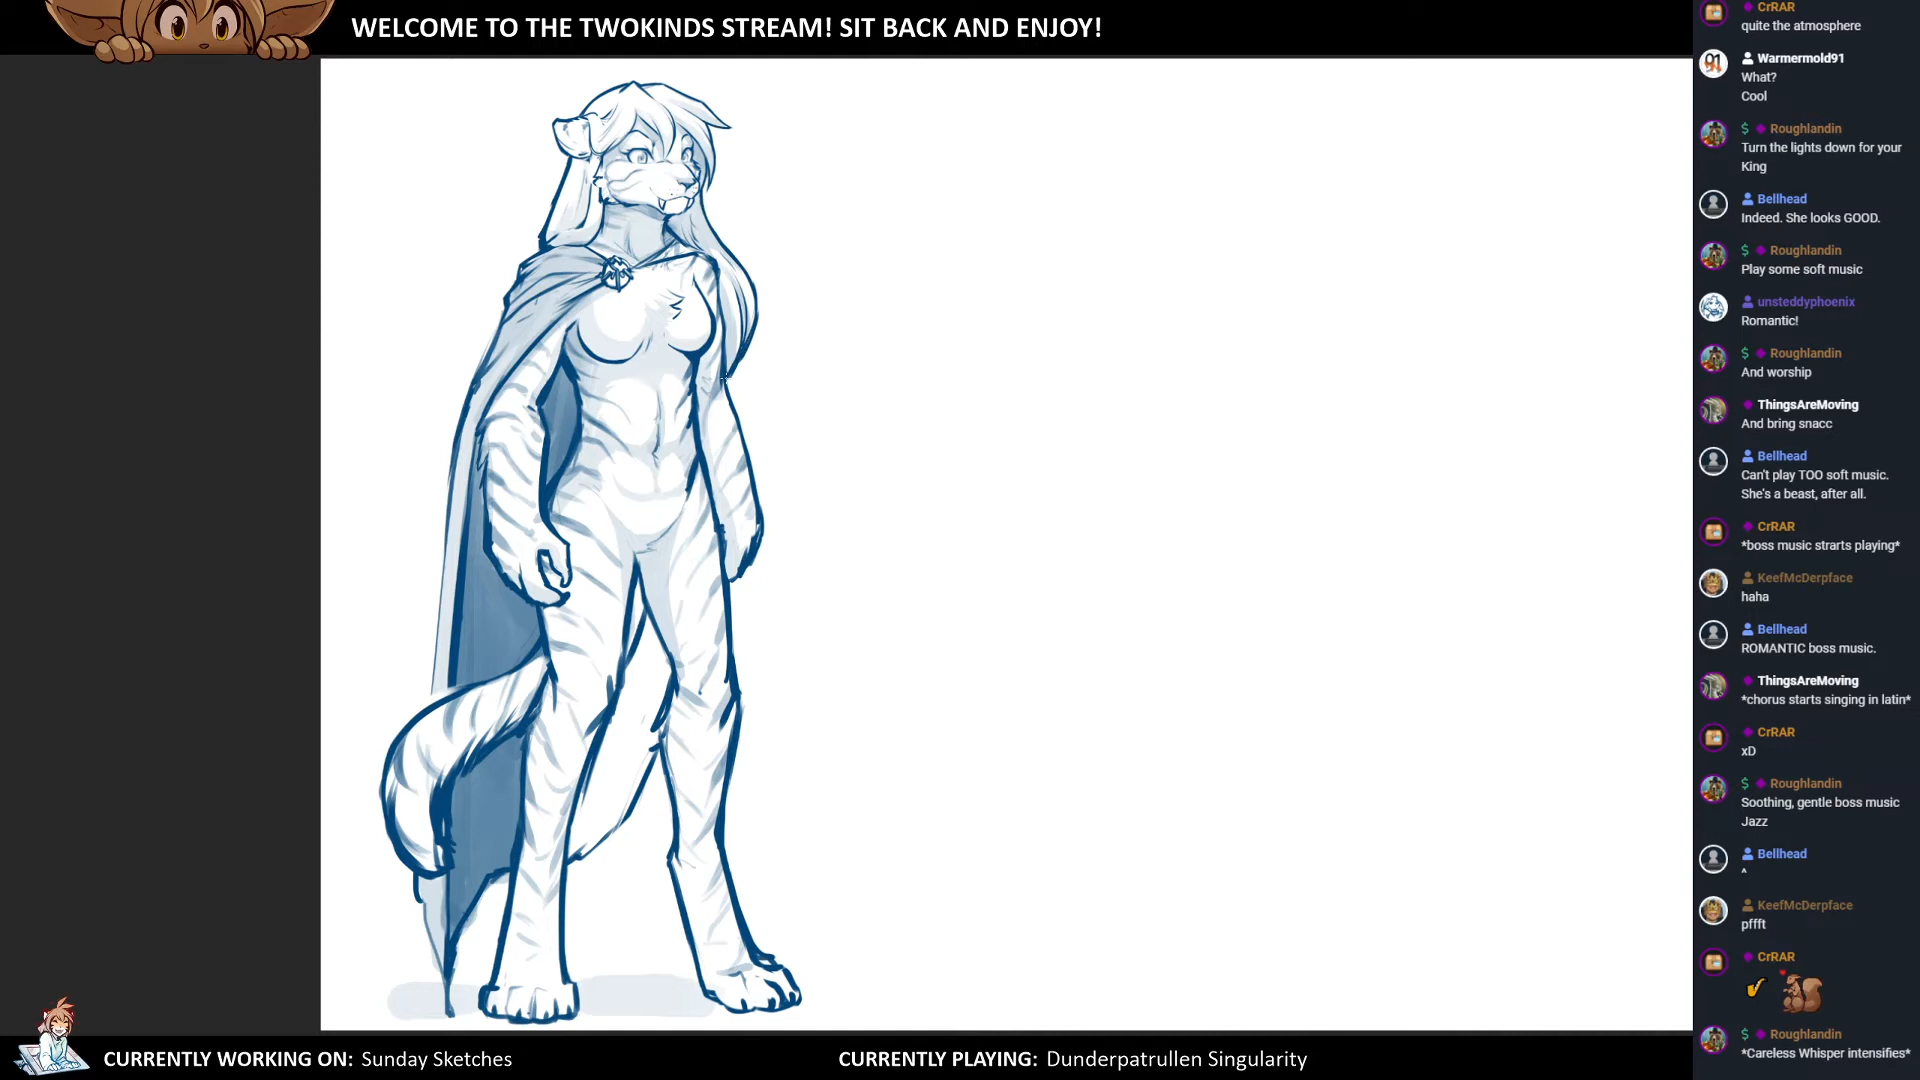 WELCOME TO THE TWOKINDS STREAM! SIT BACK AND ENJOY!
CrRAR
quite the atmosphere
Warmermold91
What?
Cool
$ Roughlandin
Turn the lights down for your
King
Bellhead
Indeed. She looks GOOD.
$ Roughlandin
Play some soft music
unsteddyphoenix
Romantic!
$ Roughlandin
And worship
ThingsAreMoving
And bring snacc
Bellhead
Can't play TOO soft music.
She's a beast, after all.
CrRAR
*boss music strarts playing*
KeefMcDerpface
haha
Bellhead
ROMANTIC boss music.
ThingsAreMoving
*chorus starts singing in latin*
CrRAR
xD
$ Roughlandin
Soothing, gentle boss music
Jazz
Bellhead
^
KeefMcDerpface
pffft
CrRAR
$ Roughlandin
*Careless Whisper intensifies*
CURRENTLY WORKING ON: Sunday Sketches
CURRENTLY PLAYING: Dunderpatrullen Singularity